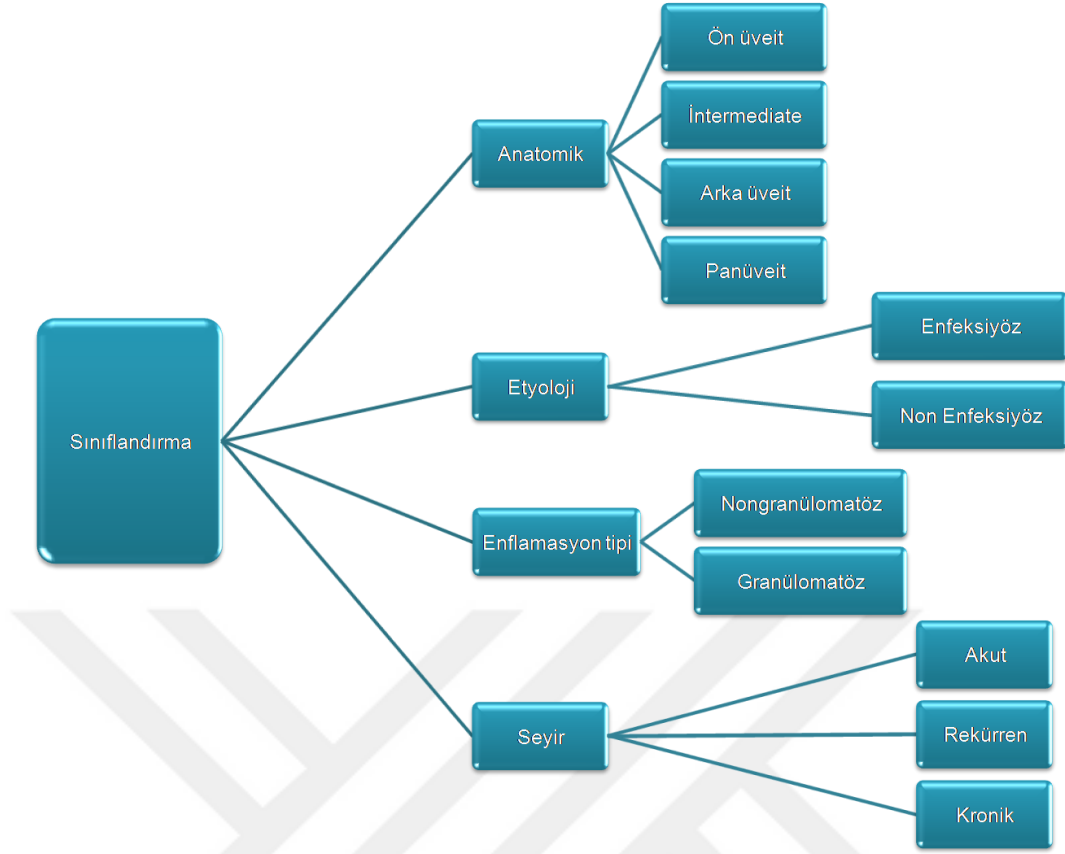 Sınıflandırma
Anatomik
Ön üveit
İntermediate
Arka üveit
Panüveit
Etyoloji
Enfeksiyöz
Non Enfeksiyöz
Enflamasyon tipi
Nongranülomatöz
Granülomatöz
Seyir
Akut
Rekürren
Kronik